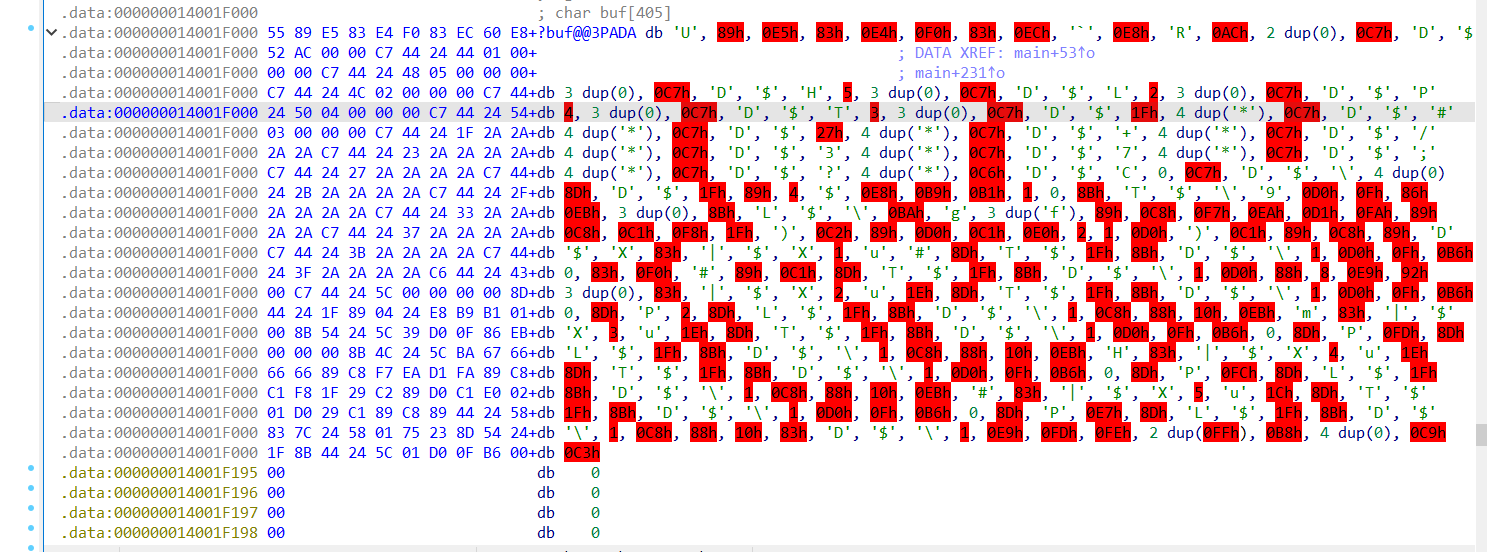 .data:000000014001F000 ; char buf[405]
.data:000000014001F000 55 89 E5 83 E4 F0 83 EC 60 E8+?buf@@3PADA db 'U', 89h, 0E5h, 83h, 0E4h, 0F0h, 83h, 0ECh, '`', 0E8h, 'R', 0ACh, 2 dup(0), 0C7h, 'D', '$
.data:000000014001F000 52 AC 00 00 C7 44 24 44 01 00+ ; DATA XREF: main+53↑o
.data:000000014001F000 00 00 C7 44 24 48 05 00 00 00+ ; main+231↑o
.data:000000014001F000 C7 44 24 4C 02 00 00 00 C7 44+db 3 dup(0), 0C7h, 'D', '$', 'H', 5, 3 dup(0), 0C7h, 'D', '$', 'L', 2, 3 dup(0), 0C7h, 'D', '$', 'P'
.data:000000014001F000 24 50 04 00 00 00 C7 44 24 54+db 4, 3 dup(0), 0C7h, 'D', '$', 'T', 3, 3 dup(0), 0C7h, 'D', '$', 1Fh, 4 dup('*'), 0C7h, 'D', '$', '#'
.data:000000014001F000 03 00 00 00 C7 44 24 1F 2A 2A+db 4 dup('*'), 0C7h, 'D', '$', 27h, 4 dup('*'), 0C7h, 'D', '$', '+', 4 dup('*'), 0C7h, 'D', '$', '/'
.data:000000014001F000 2A 2A C7 44 24 23 2A 2A 2A 2A+db 4 dup('*'), 0C7h, 'D', '$', '3', 4 dup('*'), 0C7h, 'D', '$', '7', 4 dup('*'), 0C7h, 'D', '$', ';'
.data:000000014001F000 C7 44 24 27 2A 2A 2A 2A C7 44+db 4 dup('*'), 0C7h, 'D', '$', '?', 4 dup('*'), 0C6h, 'D', '$', 'C', 0, 0C7h, 'D', '$', '\', 4 dup(0)
.data:000000014001F000 24 2B 2A 2A 2A 2A C7 44 24 2F+db 8Dh, 'D', '$', 1Fh, 89h, 4, '$', 0E8h, 0B9h, 0B1h, 1, 0, 8Bh, 'T', '$', '\', '9', 0D0h, 0Fh, 86h
.data:000000014001F000 2A 2A 2A 2A C7 44 24 33 2A 2A+db 0EBh, 3 dup(0), 8Bh, 'L', '$', '\', 0BAh, 'g', 3 dup('f'), 89h, 0C8h, 0F7h, 0EAh, 0D1h, 0FAh, 89h
.data:000000014001F000 2A 2A C7 44 24 37 2A 2A 2A 2A+db 0C8h, 0C1h, 0F8h, 1Fh, ')', 0C2h, 89h, 0D0h, 0C1h, 0E0h, 2, 1, 0D0h, ')', 0C1h, 89h, 0C8h, 89h, 'D'
.data:000000014001F000 C7 44 24 3B 2A 2A 2A 2A C7 44+db '$', 'X', 83h, '|', '$', 'X', 1, 'u', '#', 8Dh, 'T', '$', 1Fh, 8Bh, 'D', '$', '\', 1, 0D0h, 0Fh, 0B6h
.data:000000014001F000 24 3F 2A 2A 2A 2A C6 44 24 43+db 0, 83h, 0F0h, '#', 89h, 0C1h, 8Dh, 'T', '$', 1Fh, 8Bh, 'D', '$', '\', 1, 0D0h, 88h, 8, 0E9h, 92h
.data:000000014001F000 00 C7 44 24 5C 00 00 00 00 8D+db 3 dup(0), 83h, '|', '$', 'X', 2, 'u', 1Eh, 8Dh, 'T', '$', 1Fh, 8Bh, 'D', '$', '\', 1, 0D0h, 0Fh, 0B6h
.data:000000014001F000 44 24 1F 89 04 24 E8 B9 B1 01+db 0, 8Dh, 'P', 2, 8Dh, 'L', '$', 1Fh, 8Bh, 'D', '$', '\', 1, 0C8h, 88h, 10h, 0EBh, 'm', 83h, '|', '$'
.data:000000014001F000 00 8B 54 24 5C 39 D0 0F 86 EB+db 'X', 3, 'u', 1Eh, 8Dh, 'T', '$', 1Fh, 8Bh, 'D', '$', '\', 1, 0D0h, 0Fh, 0B6h, 0, 8Dh, 'P', 0FDh, 8Dh
.data:000000014001F000 00 00 00 8B 4C 24 5C BA 67 66+db 'L', '$', 1Fh, 8Bh, 'D', '$', '\', 1, 0C8h, 88h, 10h, 0EBh, 'H', 83h, '|', '$', 'X', 4, 'u', 1Eh
.data:000000014001F000 66 66 89 C8 F7 EA D1 FA 89 C8+db 8Dh, 'T', '$', 1Fh, 8Bh, 'D', '$', '\', 1, 0D0h, 0Fh, 0B6h, 0, 8Dh, 'P', 0FCh, 8Dh, 'L', '$', 1Fh
.data:000000014001F000 C1 F8 1F 29 C2 89 D0 C1 E0 02+db 8Bh, 'D', '$', '\', 1, 0C8h, 88h, 10h, 0EBh, '#', 83h, '|', '$', 'X', 5, 'u', 1Ch, 8Dh, 'T', '$'
.data:000000014001F000 01 D0 29 C1 89 C8 89 44 24 58+db 1Fh, 8Bh, 'D', '$', '\', 1, 0D0h, 0Fh, 0B6h, 0, 8Dh, 'P', 0E7h, 8Dh, 'L', '$', 1Fh, 8Bh, 'D', '$'
.data:000000014001F000 83 7C 24 58 01 75 23 8D 54 24+db '\', 1, 0C8h, 88h, 10h, 83h, 'D', '$', '\', 1, 0E9h, 0FDh, 0FEh, 2 dup(0FFh), 0B8h, 4 dup(0), 0C9h
.data:000000014001F000 1F 8B 44 24 5C 01 D0 0F B6 00+db 0C3h
.data:000000014001F195 00 db 0
.data:000000014001F196 00 db 0
.data:000000014001F197 00 db 0
.data:000000014001F198 00 db 0